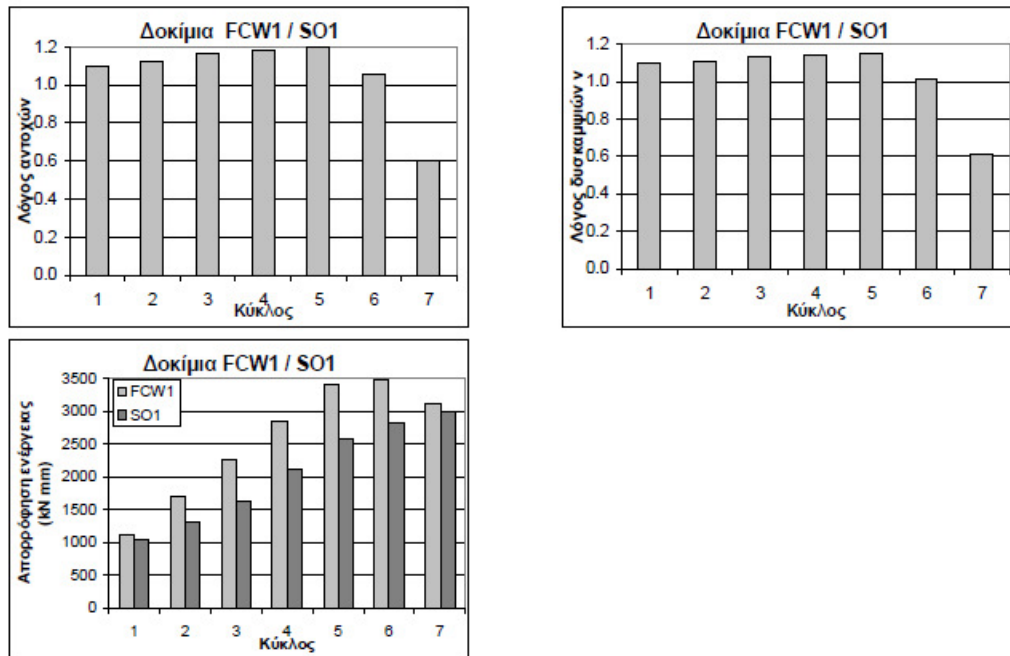 Δοκίμια FCW1 / SO1
Λόγος αντοχών
1.2
1.0
0.8
0.6
0.4
0.2
0.0
1 2 3 4 5 6 7
Κύκλος
Δοκίμια FCW1 / SO1
Λόγος δυσκαμψιών ν
1.2
1.0
0.8
0.6
0.4
0.2
0.0
1 2 3 4 5 6 7
Κύκλος
Δοκίμια FCW1 / SO1
Απορρόφηση ενέργειας
(kN mm)
3500
3000
2500
2000
1500
1000
500
0
FCW1
SO1
1 2 3 4 5 6 7
Κύκλος